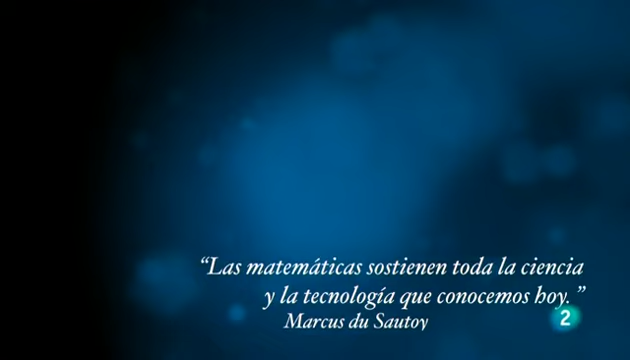 “Las matemáticas sostienen toda la ciencia
y la tecnología que conocemos hoy. ”
Marcus du Sautoy
2